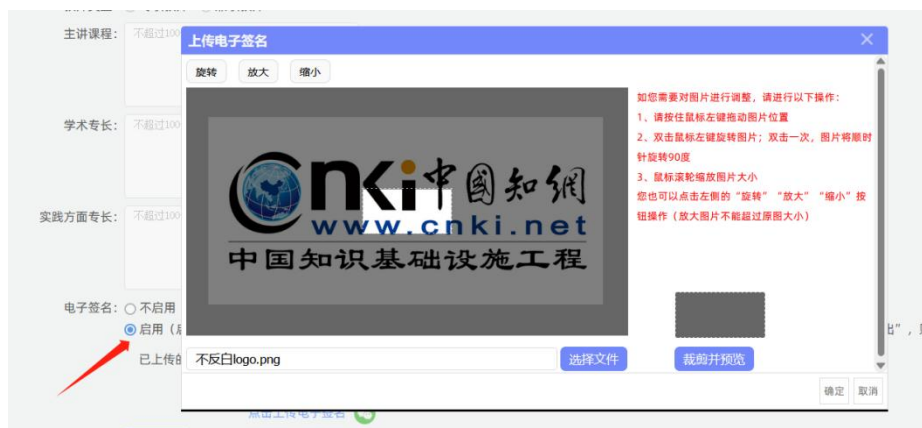 主讲课程：
不超过100
上传电子签名
旋转 放大 缩小
学术专长：
不超过100
实践方面专长：
不超过100
cnki中国知网
www.cnki.net
中国知识基础设施工程
如您需要对图片进行调整，请进行以下操作：
1、请按住鼠标左键拖动图片位置
2、双击鼠标左键旋转图片；双击一次，图片将顺时
针旋转90度
3、鼠标滚轮缩放图片大小
您也可以点击左侧的“旋转”“放大”“缩小”按
钮操作（放大图片不能超过原图大小）
电子签名： 不启用
启用（
出”，
已上传的
不反白logo.png 选择文件 裁剪并预览
确定 取消
点击上传电子签名